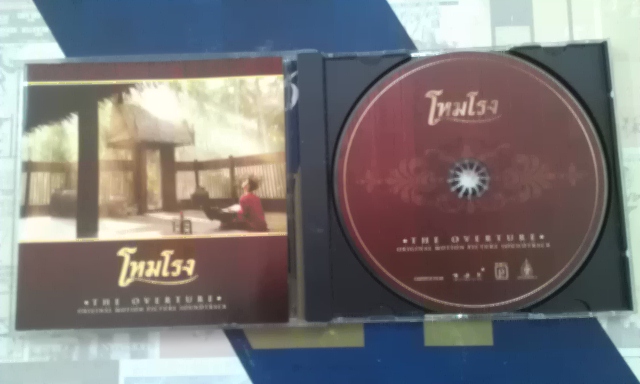 โหมโรง
•THE OVERTURE•
ORIGINAL MOTION PICTURE SOUNDTRACK
โหมโรง
•THE OVERTURE•
ORIGINAL MOTION PICTURE SOUNDTRACK